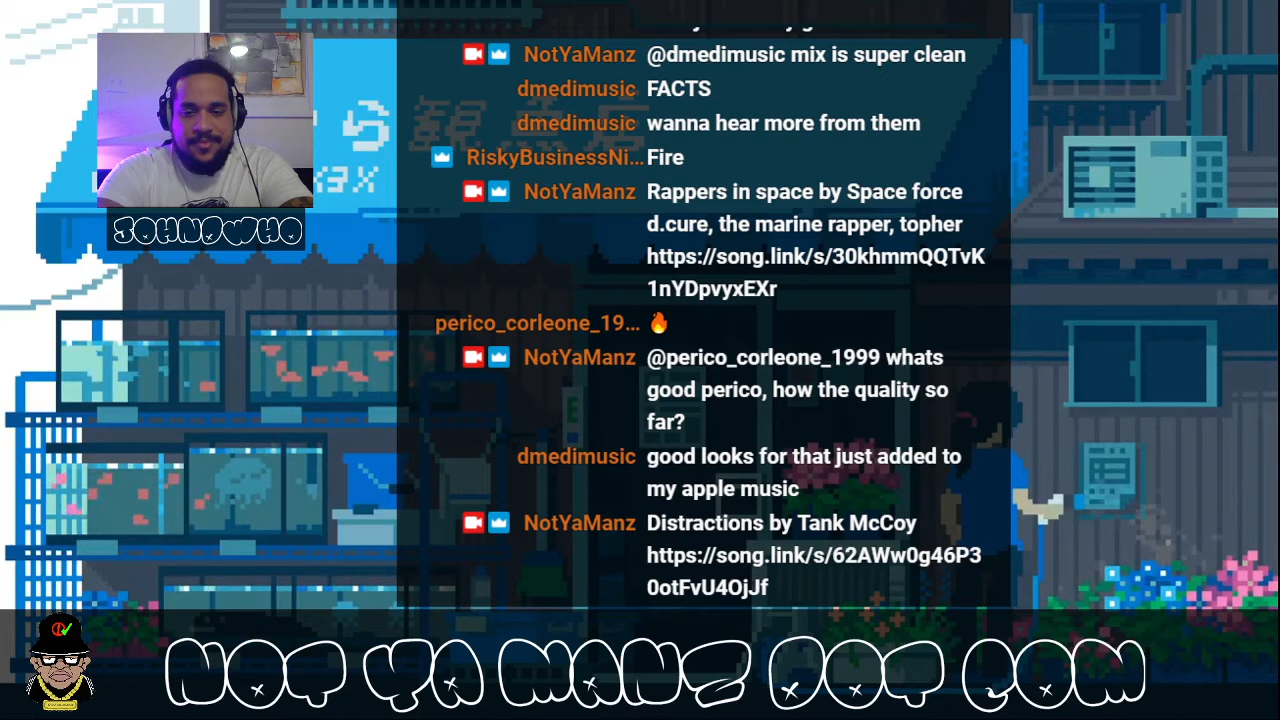 NotYaManz @dmedimusic mix is super clean
dmedimusic FACTS
dmedimusic wanna hear more from them
RiskyBusinessNi... Fire
NotYaManz Rappers in space by Space force
d.cure, the marine rapper, topher
https://song.link/s/30khmmQQTvK
1nYDpvyxEXr
perico_corleone_19... 🔥
NotYaManz @perico_corleone_1999 whats
good perico, how the quality so
far?
dmedimusic good looks for that just added to
my apple music
NotYaManz Distractions by Tank McCoy
https://song.link/s/62AWw0g46P3
0otFvU4OjJf
JOHNDWHO
NOT YA MANZ DOT COM